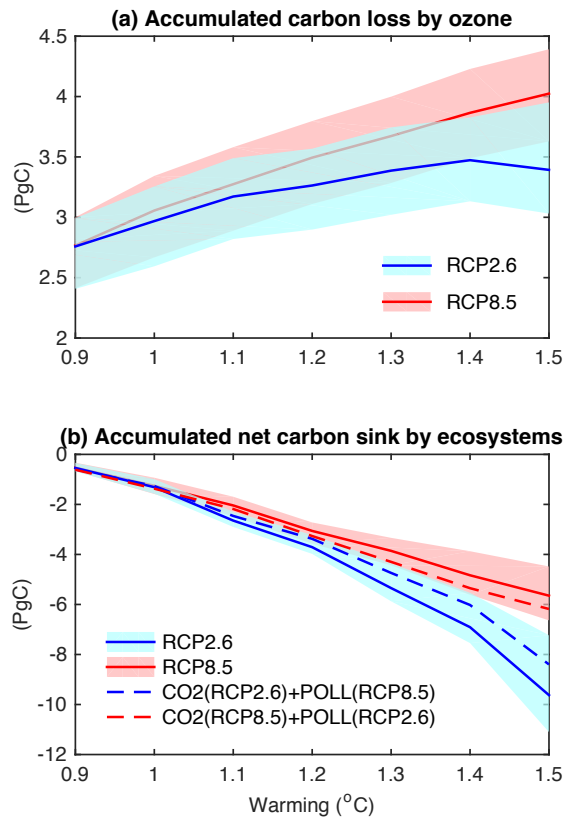 (a) Accumulated carbon loss by ozone
4.5
4
3.5
3
2.5
2
(PgC)
RCP2.6
RCP8.5
0.9 1 1.1 1.2 1.3 1.4 1.5
(b) Accumulated net carbon sink by ecosystems
0
-2
-4
-6
-8
-10
-12
(PgC)
RCP2.6
RCP8.5
CO2(RCP2.6)+POLL(RCP8.5)
CO2(RCP8.5)+POLL(RCP2.6)
0.9 1 1.1 1.2 1.3 1.4 1.5
Warming (°C)